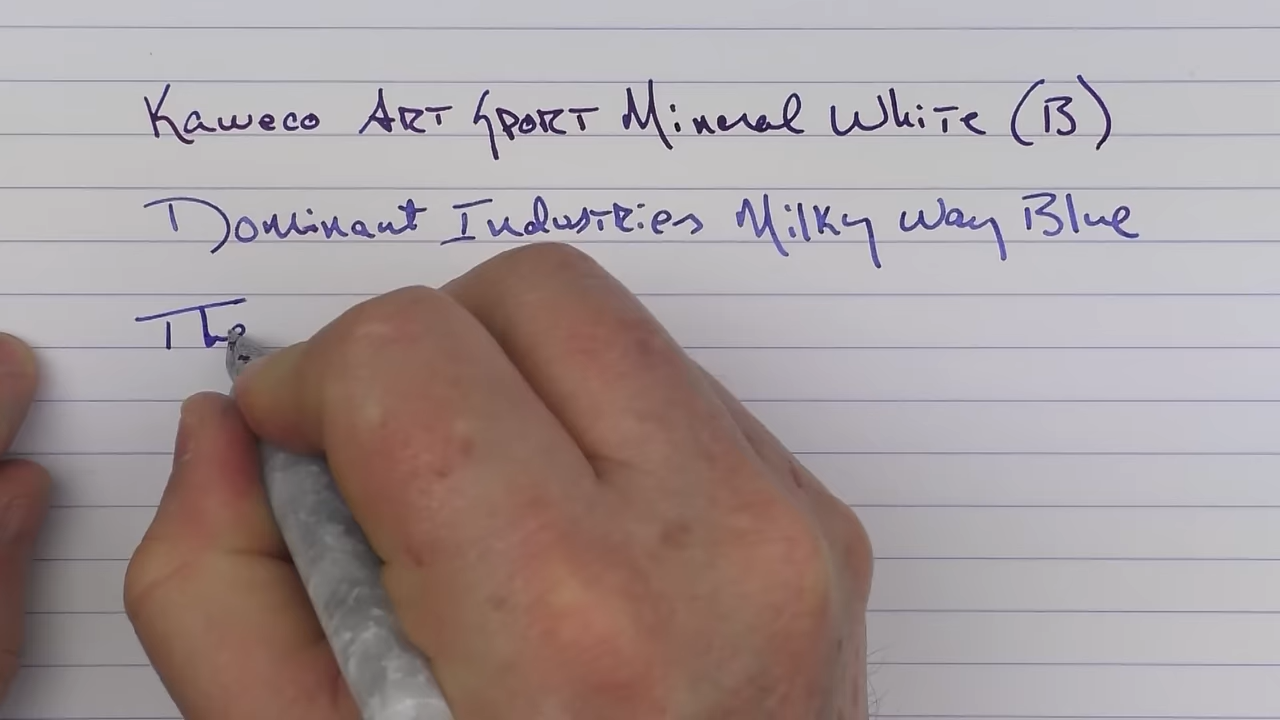 Kaweco ART SPORT Mineral White (B)
Dominant Industries Milky Way Blue
The